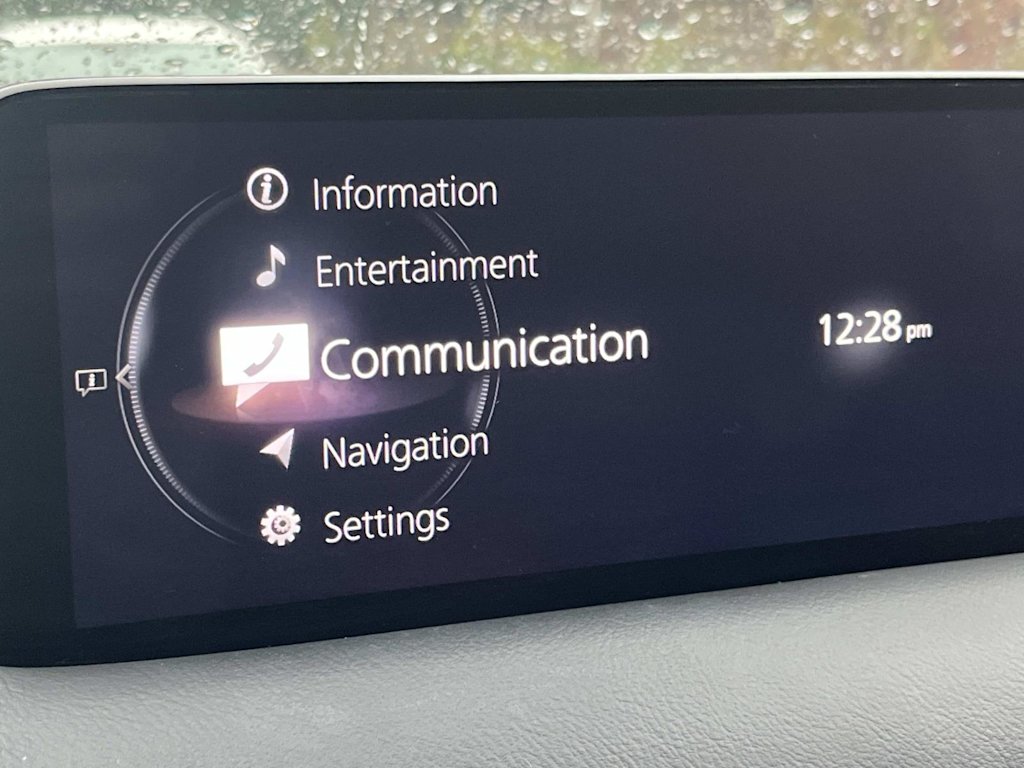 Information
Entertainment
Communication
12:28 pm
Navigation
Settings